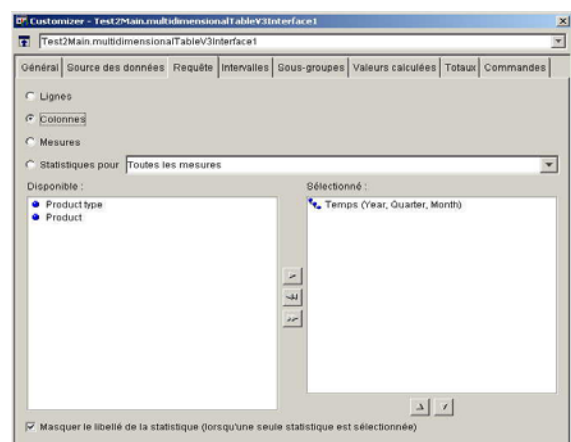 Customizer - Test2Main.multidimensionalTableV3Interface1
Test2Main.multidimensionalTableV3Interface1
Général Source des données Requête Intervalles Sous-groupes Valeurs calculées Totaux Commandes
Lignes
Colonnes
Mesures
Statistiques pour Toutes les mesures
Disponible : Sélectionné :
Product type Temps (Year, Quarter, Month)
Product
Masquer le libellé de la statistique (lorsqu'une seule statistique est sélectionnée)